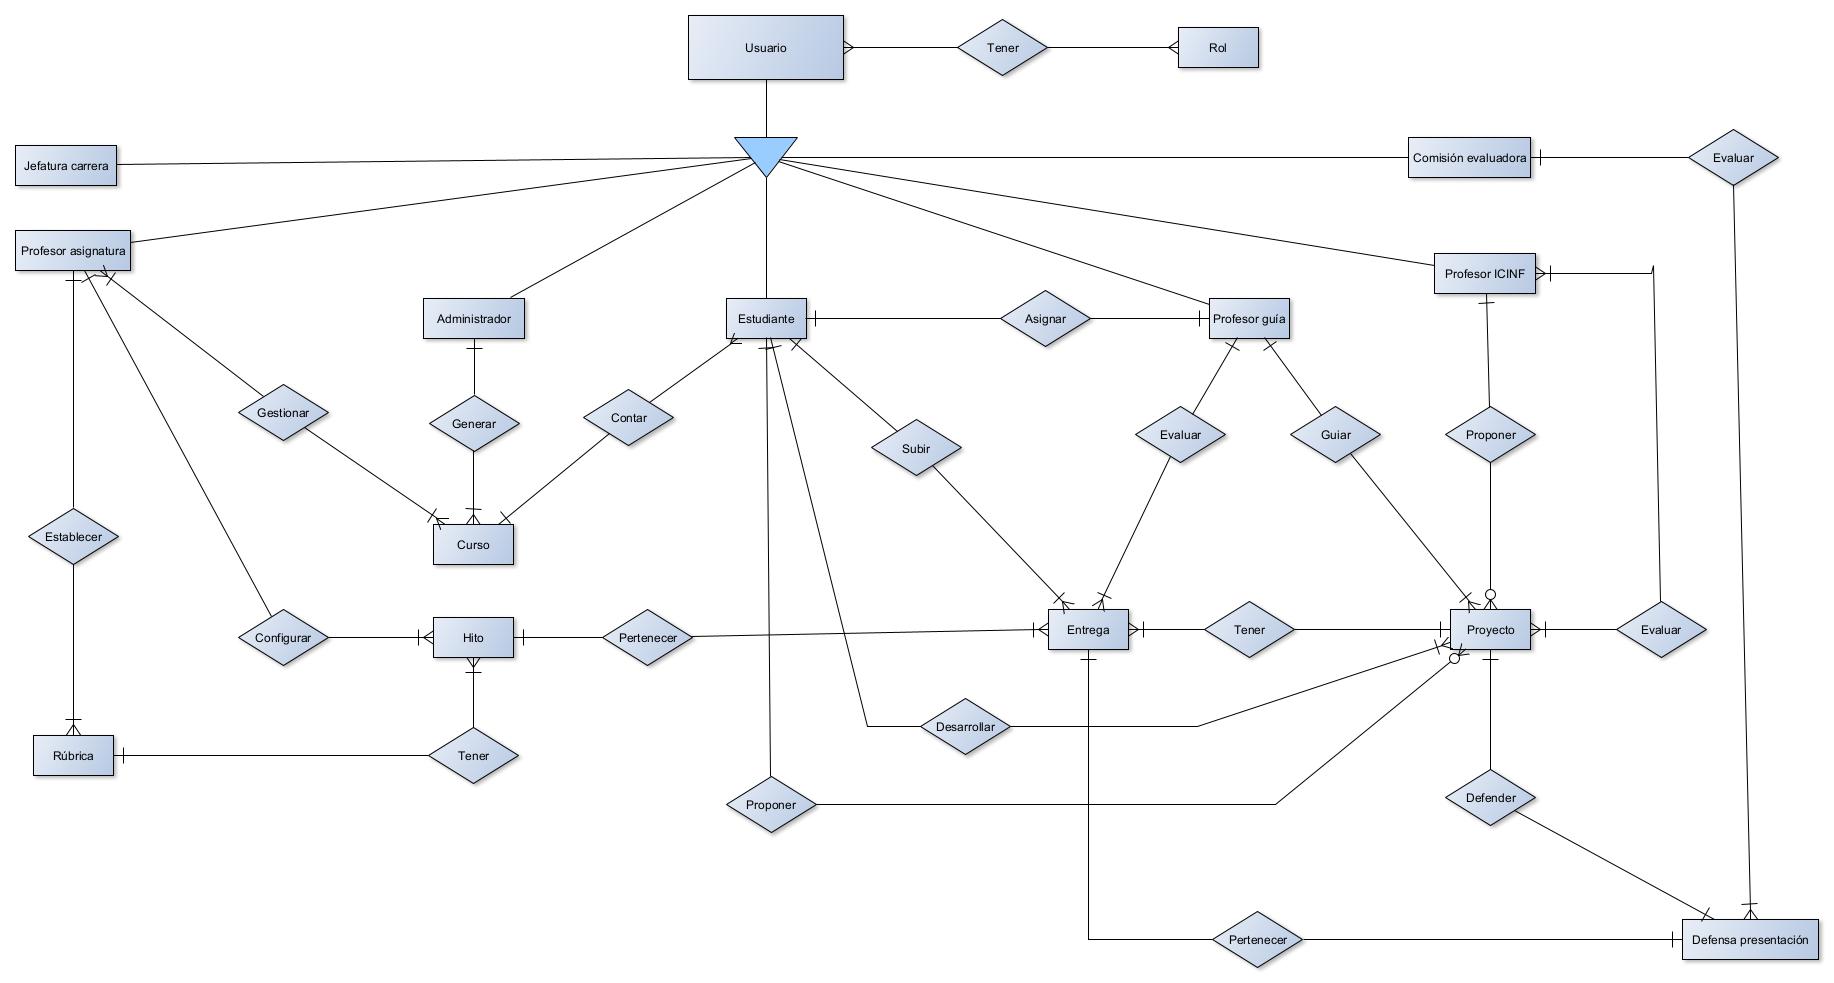 Usuario
Tener
Rol
Jefatura carrera
Comisión evaluadora
Evaluar
Profesor asignatura
Profesor ICINF
Administrador
Estudiante
Asignar
Profesor guía
Gestionar
Generar
Contar
Subir
Evaluar
Guiar
Proponer
Establecer
Curso
Configurar
Hito
Pertenecer
Entrega
Tener
Proyecto
Evaluar
Desarrollar
Rúbrica
Tener
Proponer
Defender
Pertenecer
Defensa presentación